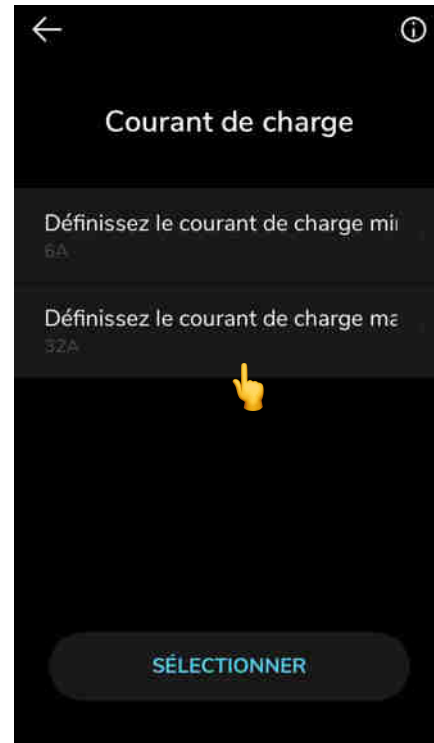 Courant de charge
Définissez le courant de charge mi
6A
Définissez le courant de charge ma
32A
SÉLECTIONNER